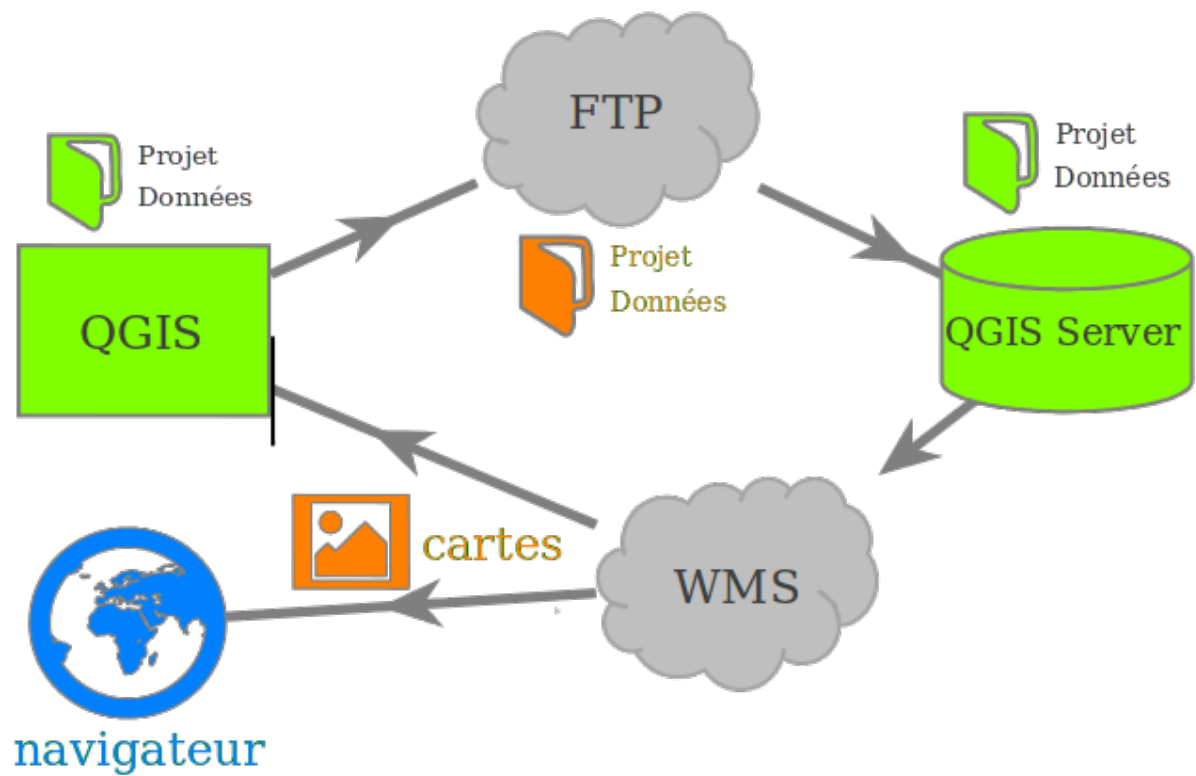 FTP
Projet
Données
Projet
Données
Projet
Données
QGIS
QGIS Server
cartes
WMS
navigateur